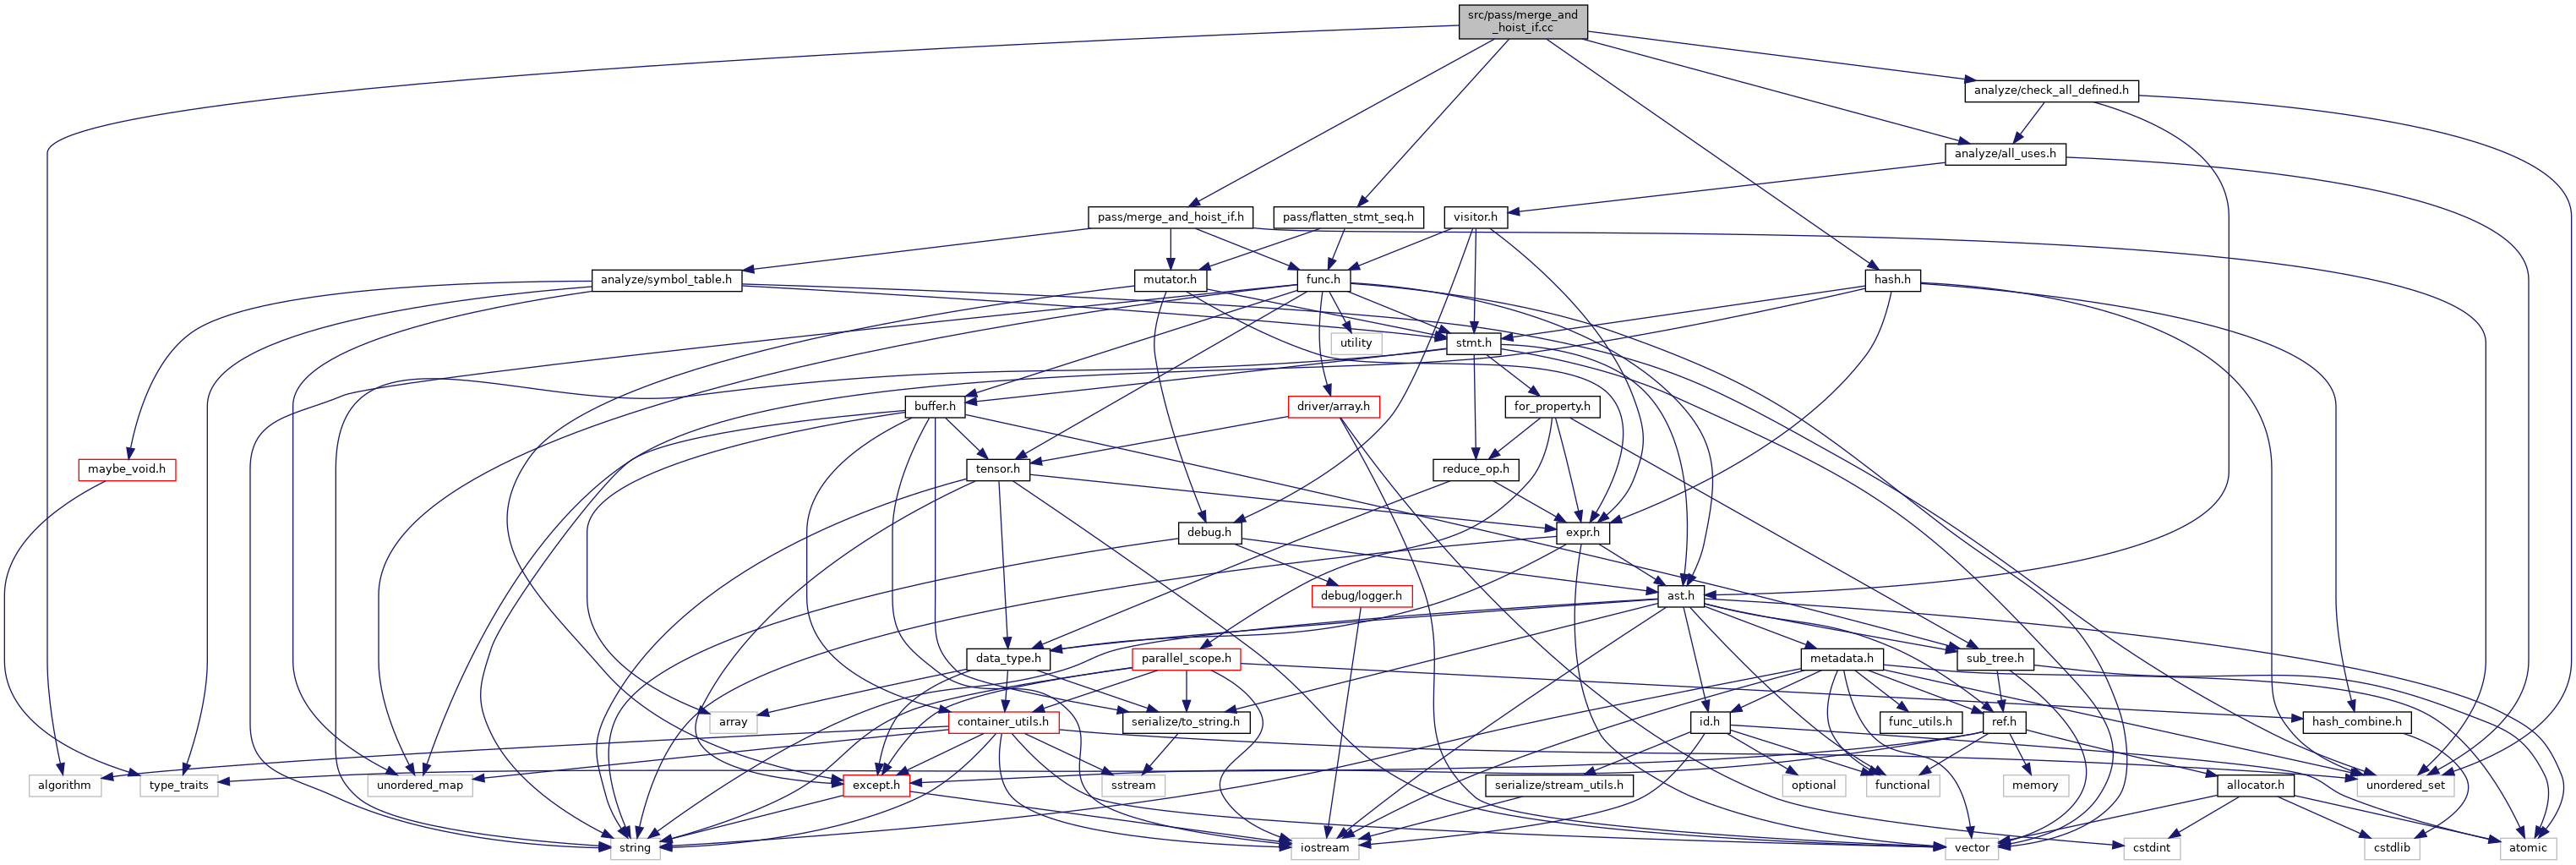 src/pass/merge_and
_hoist_if.cc
analyze/check_all_defined.h
analyze/all_uses.h
pass/merge_and_hoist_if.h
pass/flatten_stmt_seq.h
visitor.h
analyze/symbol_table.h
mutator.h
func.h
hash.h
utility
stmt.h
buffer.h
driver/array.h
for_property.h
maybe_void.h
tensor.h
reduce_op.h
debug.h
expr.h
debug/logger.h
ast.h
data_type.h
parallel_scope.h
metadata.h
sub_tree.h
array
container_utils.h
serialize/to_string.h
id.h
func_utils.h
ref.h
hash_combine.h
algorithm
type_traits
unordered_map
except.h
sstream
serialize/stream_utils.h
optional
functional
memory
allocator.h
unordered_set
string
iostream
vector
cstdint
cstdlib
atomic